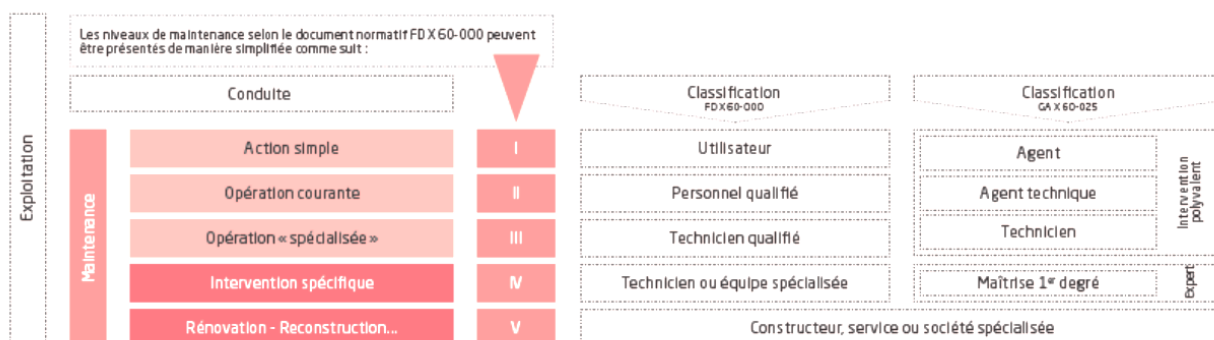 Exploitation
Les niveaux de maintenance selon le document normatif FD X 60-000 peuvent
être présentés de manière simplifiée comme suit :
Conduite
Classification
FD X 60-000
Classification
GA X 60-025
Maintenance
Action simple
I
Utilisateur
Agent
Opération courante
II
Personnel qualifié
Agent technique
Opération « spécialisée »
III
Technicien qualifié
Technicien
Intervention
polyvalent
Intervention spécifique
IV
Technicien ou équipe spécialisée
Maîtrise 1er degré
Expert
Rénovation - Reconstruction...
V
Constructeur, service ou société spécialisée